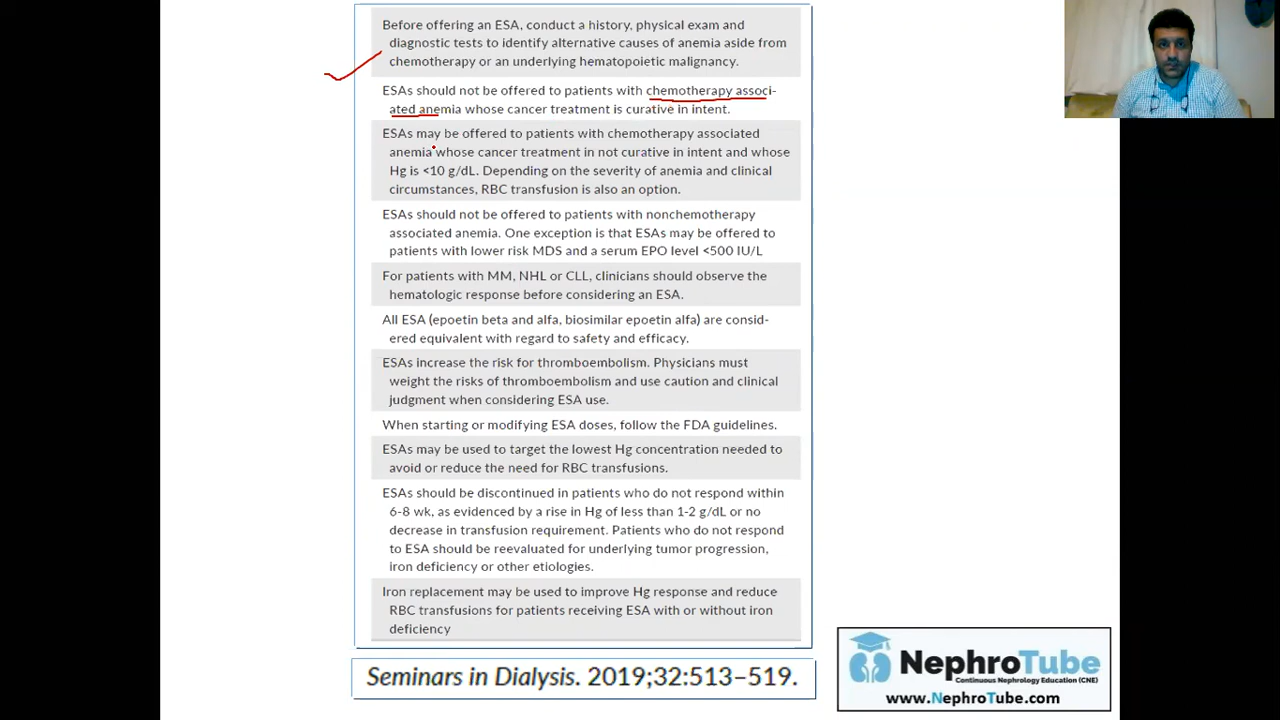 Before offering an ESA, conduct a history, physical exam and
diagnostic tests to identify alternative causes of anemia aside from
chemotherapy or an underlying hematopoietic malignancy.
ESAs should not be offered to patients with chemotherapy associ-
ated anemia whose cancer treatment is curative in intent.
ESAs may be offered to patients with chemotherapy associated
anemia whose cancer treatment in not curative in intent and whose
Hg is <10 g/dL. Depending on the severity of anemia and clinical
circumstances, RBC transfusion is also an option.
ESAs should not be offered to patients with nonchemotherapy
associated anemia. One exception is that ESAs may be offered to
patients with lower risk MDS and a serum EPO level <500 IU/L
For patients with MM, NHL or CLL, clinicians should observe the
hematologic response before considering an ESA.
All ESA (epoetin beta and alfa, biosimilar epoetin alfa) are consid-
ered equivalent with regard to safety and efficacy.
ESAs increase the risk for thromboembolism. Physicians must
weight the risks of thromboembolism and use caution and clinical
judgment when considering ESA use.
When starting or modifying ESA doses, follow the FDA guidelines.
ESAs may be used to target the lowest Hg concentration needed to
avoid or reduce the need for RBC transfusions.
ESAs should be discontinued in patients who do not respond within
6-8 wk, as evidenced by a rise in Hg of less than 1-2 g/dL or no
decrease in transfusion requirement. Patients who do not respond
to ESA should be reevaluated for underlying tumor progression,
iron deficiency or other etiologies.
Iron replacement may be used to improve Hg response and reduce
RBC transfusions for patients receiving ESA with or without iron
deficiency
Seminars in Dialysis. 2019;32:513–519.
NephroTube
Continuous Nephrology Education (CNE)
www.NephroTube.com